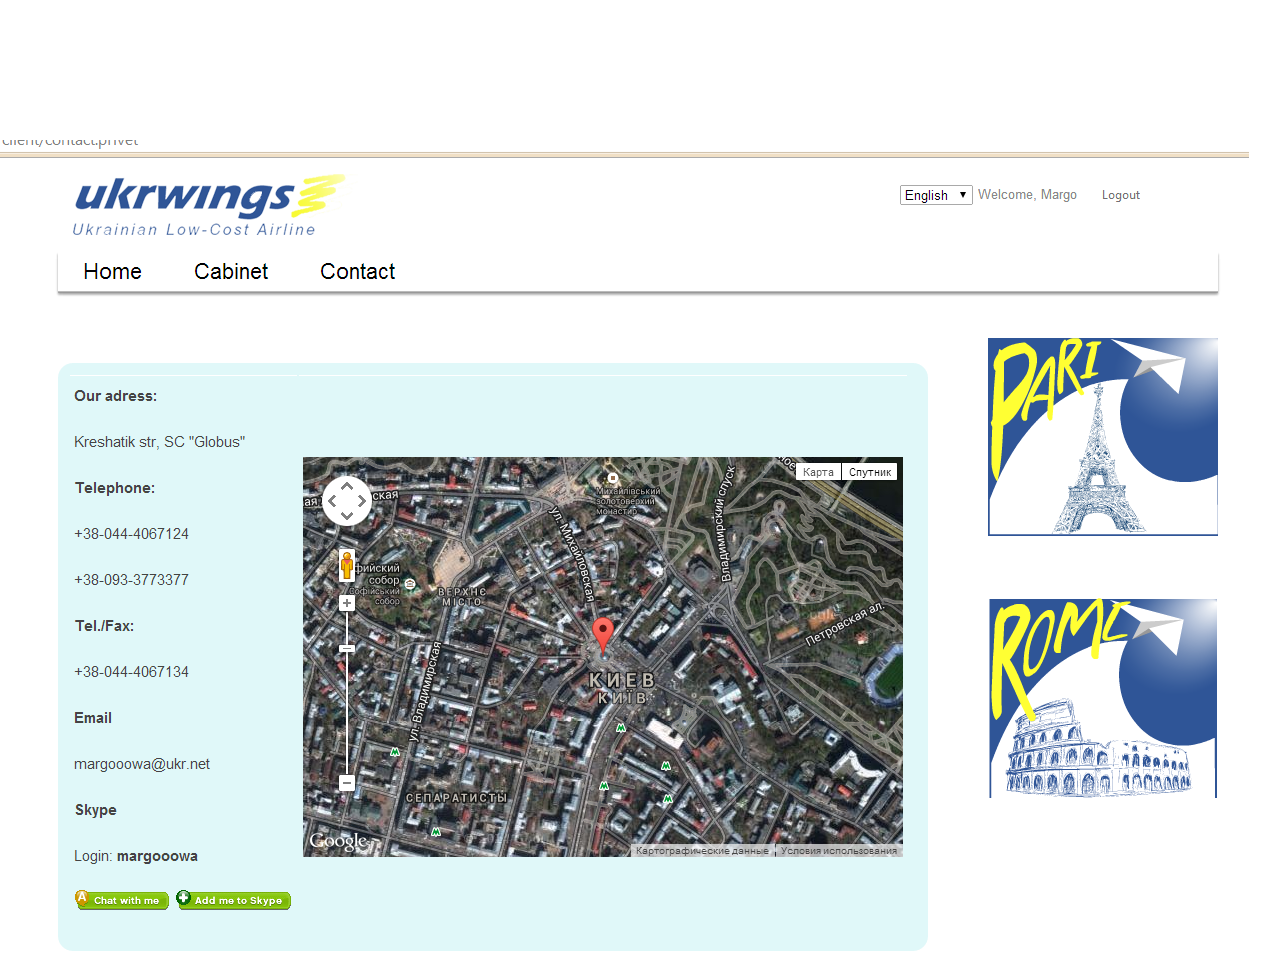 client/contact.privet
ukrwings
Ukrainian Low-Cost Airline
English
Welcome, Margo
Logout
Home
Cabinet
Contact
PARI
ROME
Our adress:
Kreshatik str, SC "Globus"
Telephone:
+38-044-4067124
+38-093-3773377
Tel./Fax:
+38-044-4067134
Email
margooowa@ukr.net
Skype
Login: margooowa
Chat with me
Add me to Skype
Карта
Спутник
Михайлівський
золотоверхий
монастир
ул. Михайловская
Владимирский спуск
собор
Софійський
собор
ВЕРХНЄ
МІСТО
Петровская ал.
ул. Владимирская
КИЕВ
КИЇВ
СЕПАРАТИСТЫ
Google
Картографические данные
Условия использования